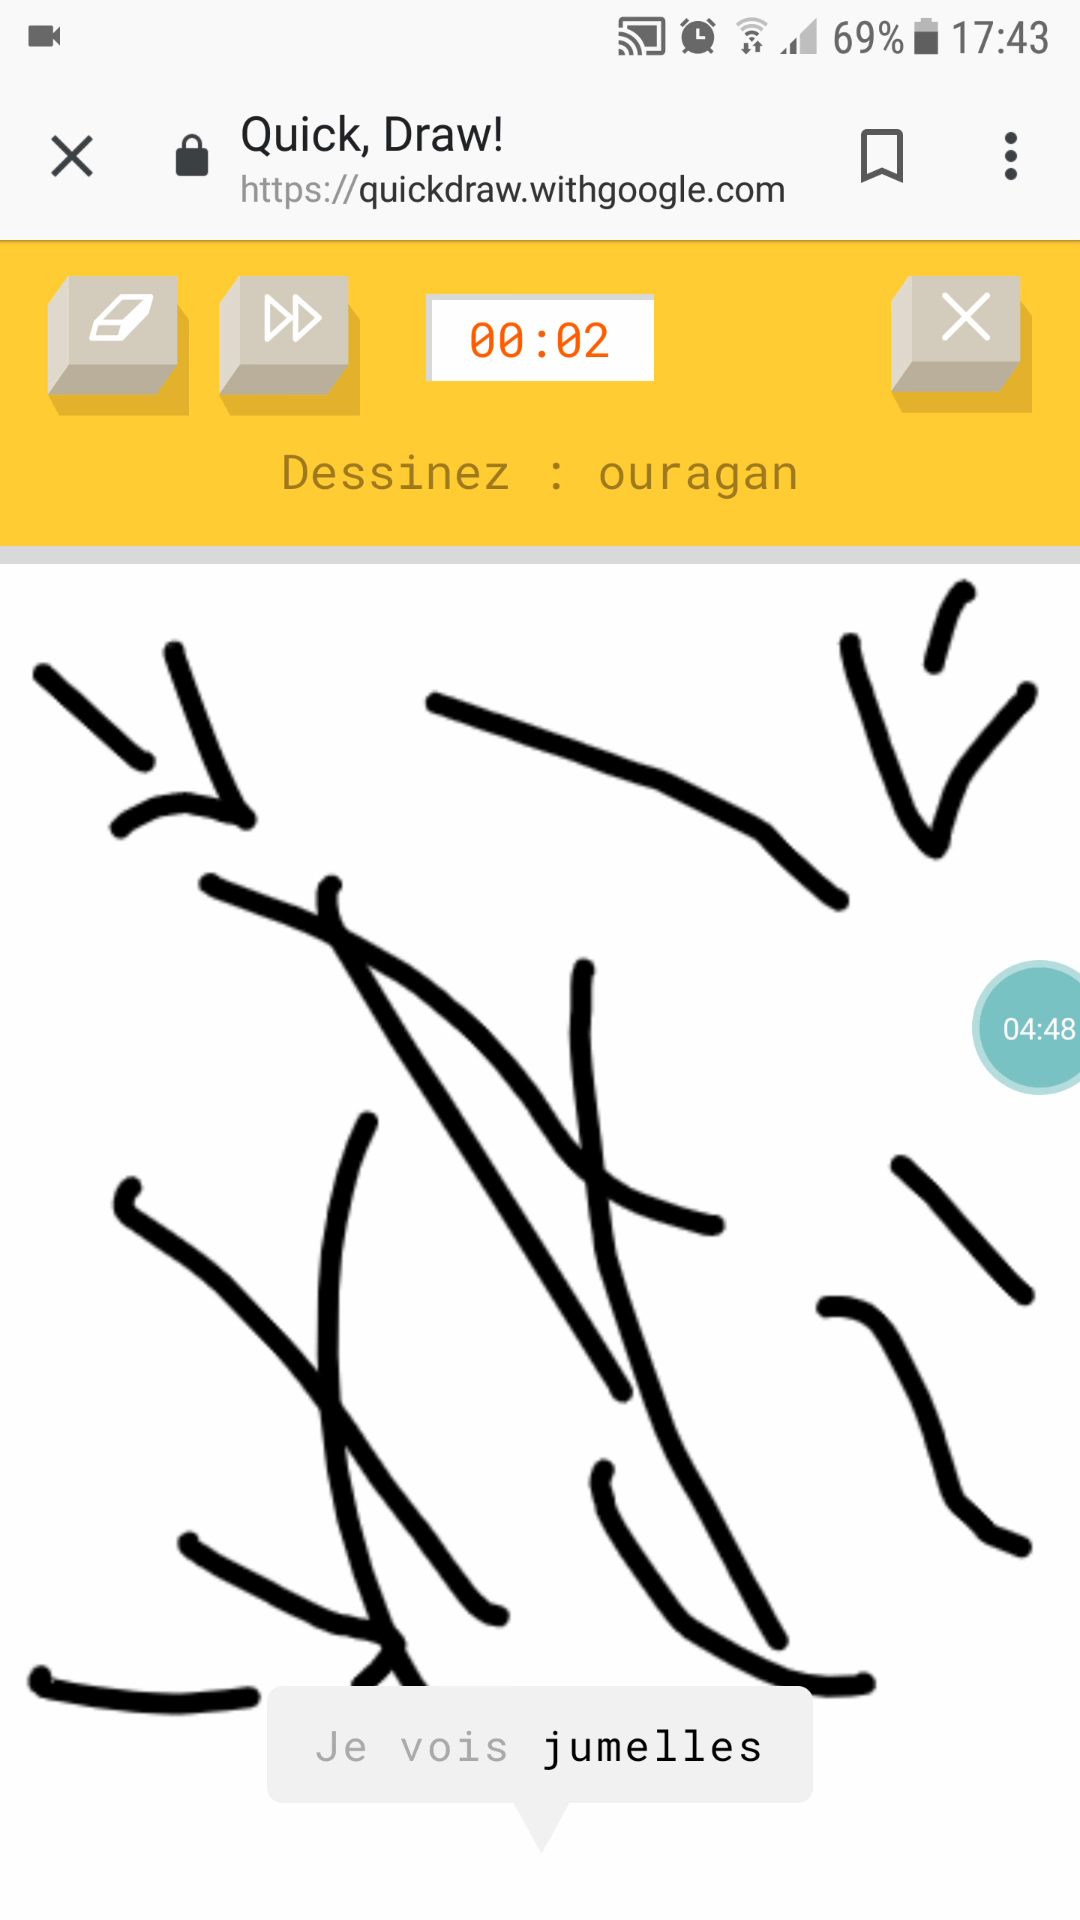 69% 17:43
Quick, Draw!
https://quickdraw.withgoogle.com
00:02
Dessinez : ouragan
04:48
Je vois jumelles